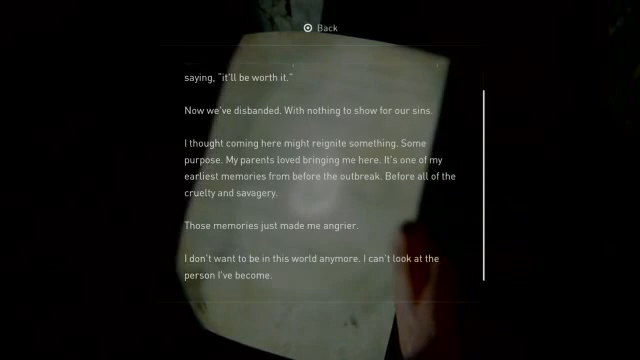 Back
saying, "it'll be worth it."
Now we've disbanded. With nothing to show for our sins.
I thought coming here might reignite something. Some
purpose. My parents loved bringing me here. It's one of my
earliest memories from before the outbreak. Before all of the
cruelty and savagery.
Those memories just made me angrier.
I don't want to be in this world anymore. I can't look at the
person I've become.